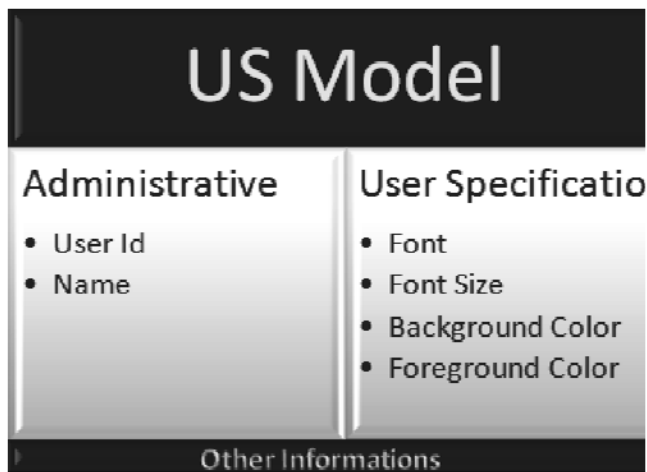 US Model
Administrative
• User Id
• Name
User Specificatio
• Font
• Font Size
• Background Color
• Foreground Color
Other Informations